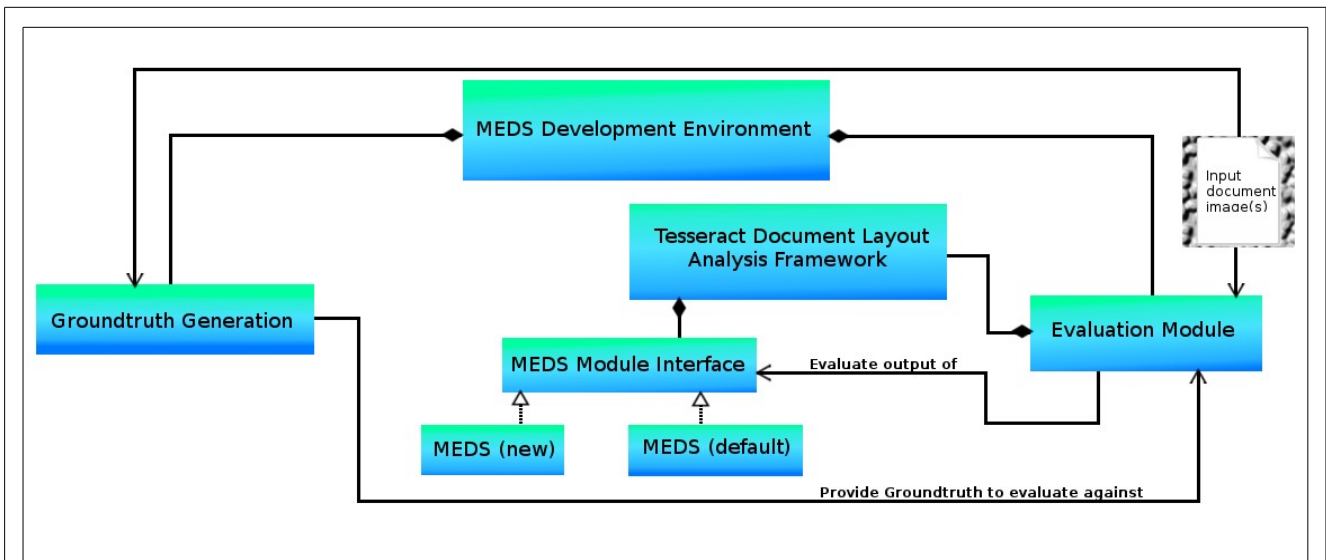 MEDS Development Environment
Input
document
image(s)
Tesseract Document Layout
Analysis Framework
Groundtruth Generation
Evaluation Module
MEDS Module Interface
Evaluate output of
MEDS (new)
MEDS (default)
Provide Groundtruth to evaluate against